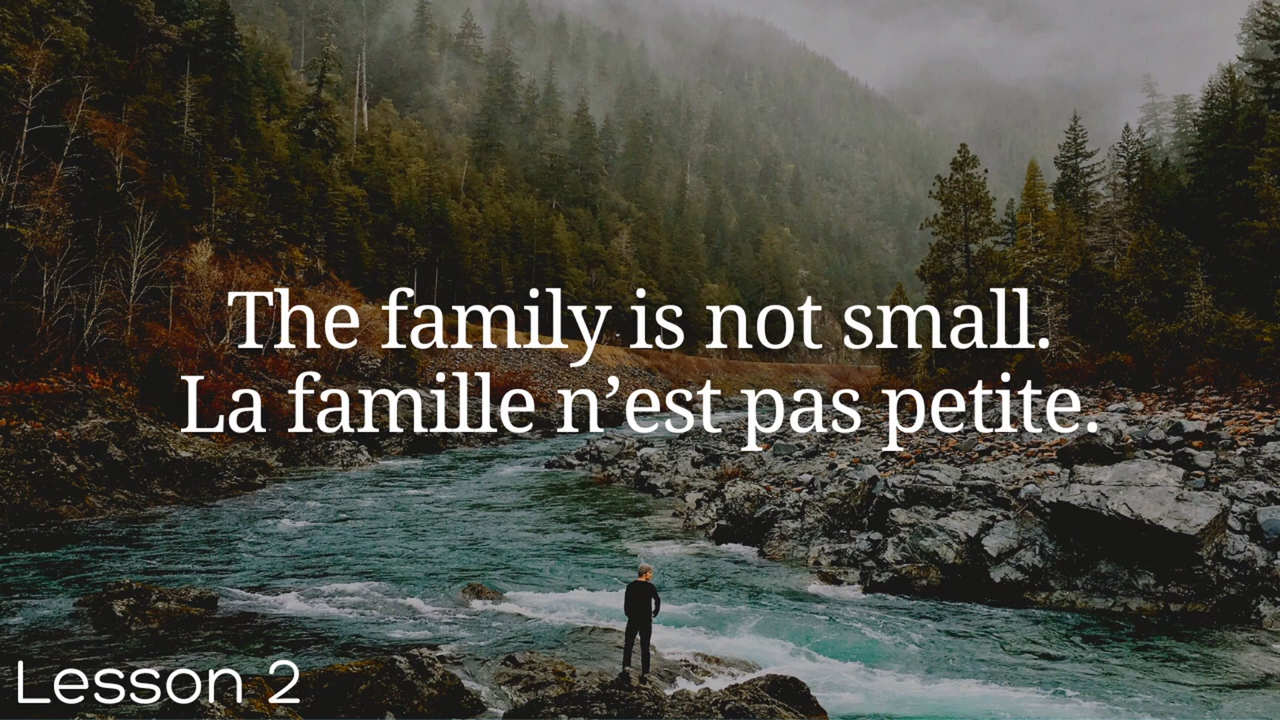 The family is not small.
La famille n’est pas petite.
Lesson 2